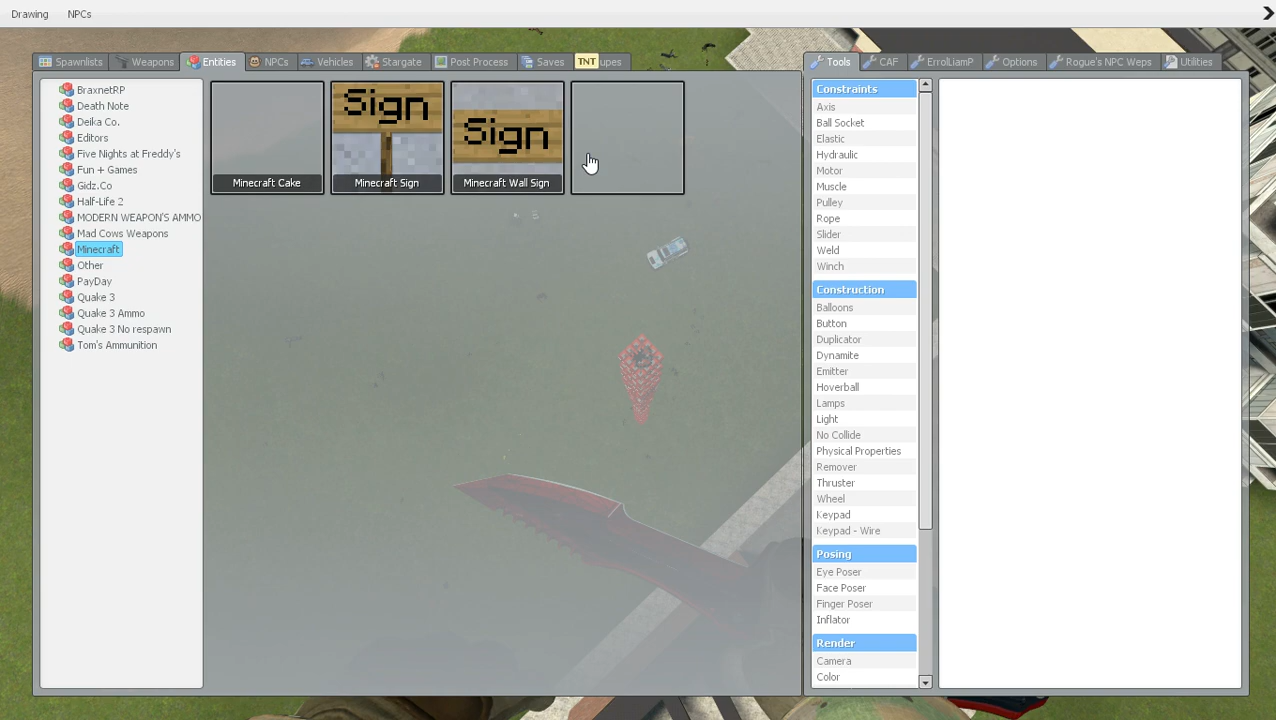 Drawing NPCs
Spawnlists Weapons Entities NPCs Vehicles Stargate Post Process Saves TNT upes
Tools CAF ErrolliamP Options Rogue's NPC Weps Utilities
BraxnetRP
Death Note
Deika Co.
Editors
Five Nights at Freddy's
Fun + Games
Gidz.Co
Half-Life 2
MODERN WEAPON'S AMMO
Mad Cows Weapons
Minecraft
Other
PayDay
Quake 3
Quake 3 Ammo
Quake 3 No respawn
Tom's Ammunition
Sign
Sign
Minecraft Cake
Minecraft Sign
Minecraft Wall Sign
Constraints
Axis
Ball Socket
Elastic
Hydraulic
Motor
Muscle
Pulley
Rope
Slider
Weld
Winch
Construction
Balloons
Button
Duplicator
Dynamite
Emitter
Hoverball
Lamps
Light
No Collide
Physical Properties
Remover
Thruster
Wheel
Keypad
Keypad - Wire
Posing
Eye Poser
Face Poser
Finger Poser
Inflator
Render
Camera
Color